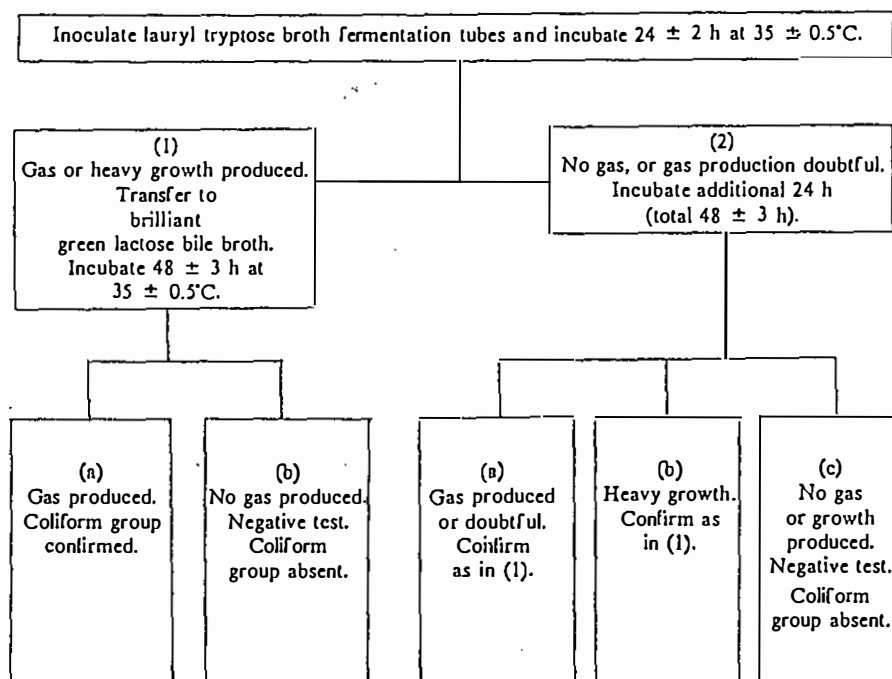 Inoculate lauryl tryptose broth fermentation tubes and incubate 24 ± 2 h at 35 ± 0.5°C.
(1)
Gas or heavy growth produced.
Transfer to
brilliant
green lactose bile broth.
Incubate 48 ± 3 h at
35 ± 0.5°C.
(2)
No gas, or gas production doubtful.
Incubate additional 24 h
(total 48 ± 3 h).
(a)
Gas produced.
Coliform group
confirmed.
(b)
No gas produced.
Negative test.
Coliform
group absent.
(a)
Gas produced
or doubtful.
Confirm
as in (1).
(b)
Heavy growth.
Confirm as
in (1).
(c)
No gas
or growth
produced.
Negative test.
Coliform
group absent.